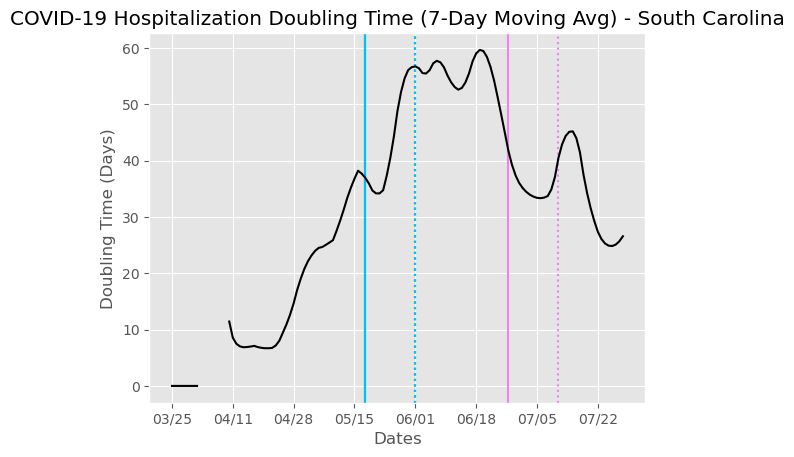 COVID-19 Hospitalization Doubling Time (7-Day Moving Avg) - South Carolina
60
50
40
30
20
10
0
Doubling Time (Days)
03/25 04/11 04/28 05/15 06/01 06/18 07/05 07/22
Dates